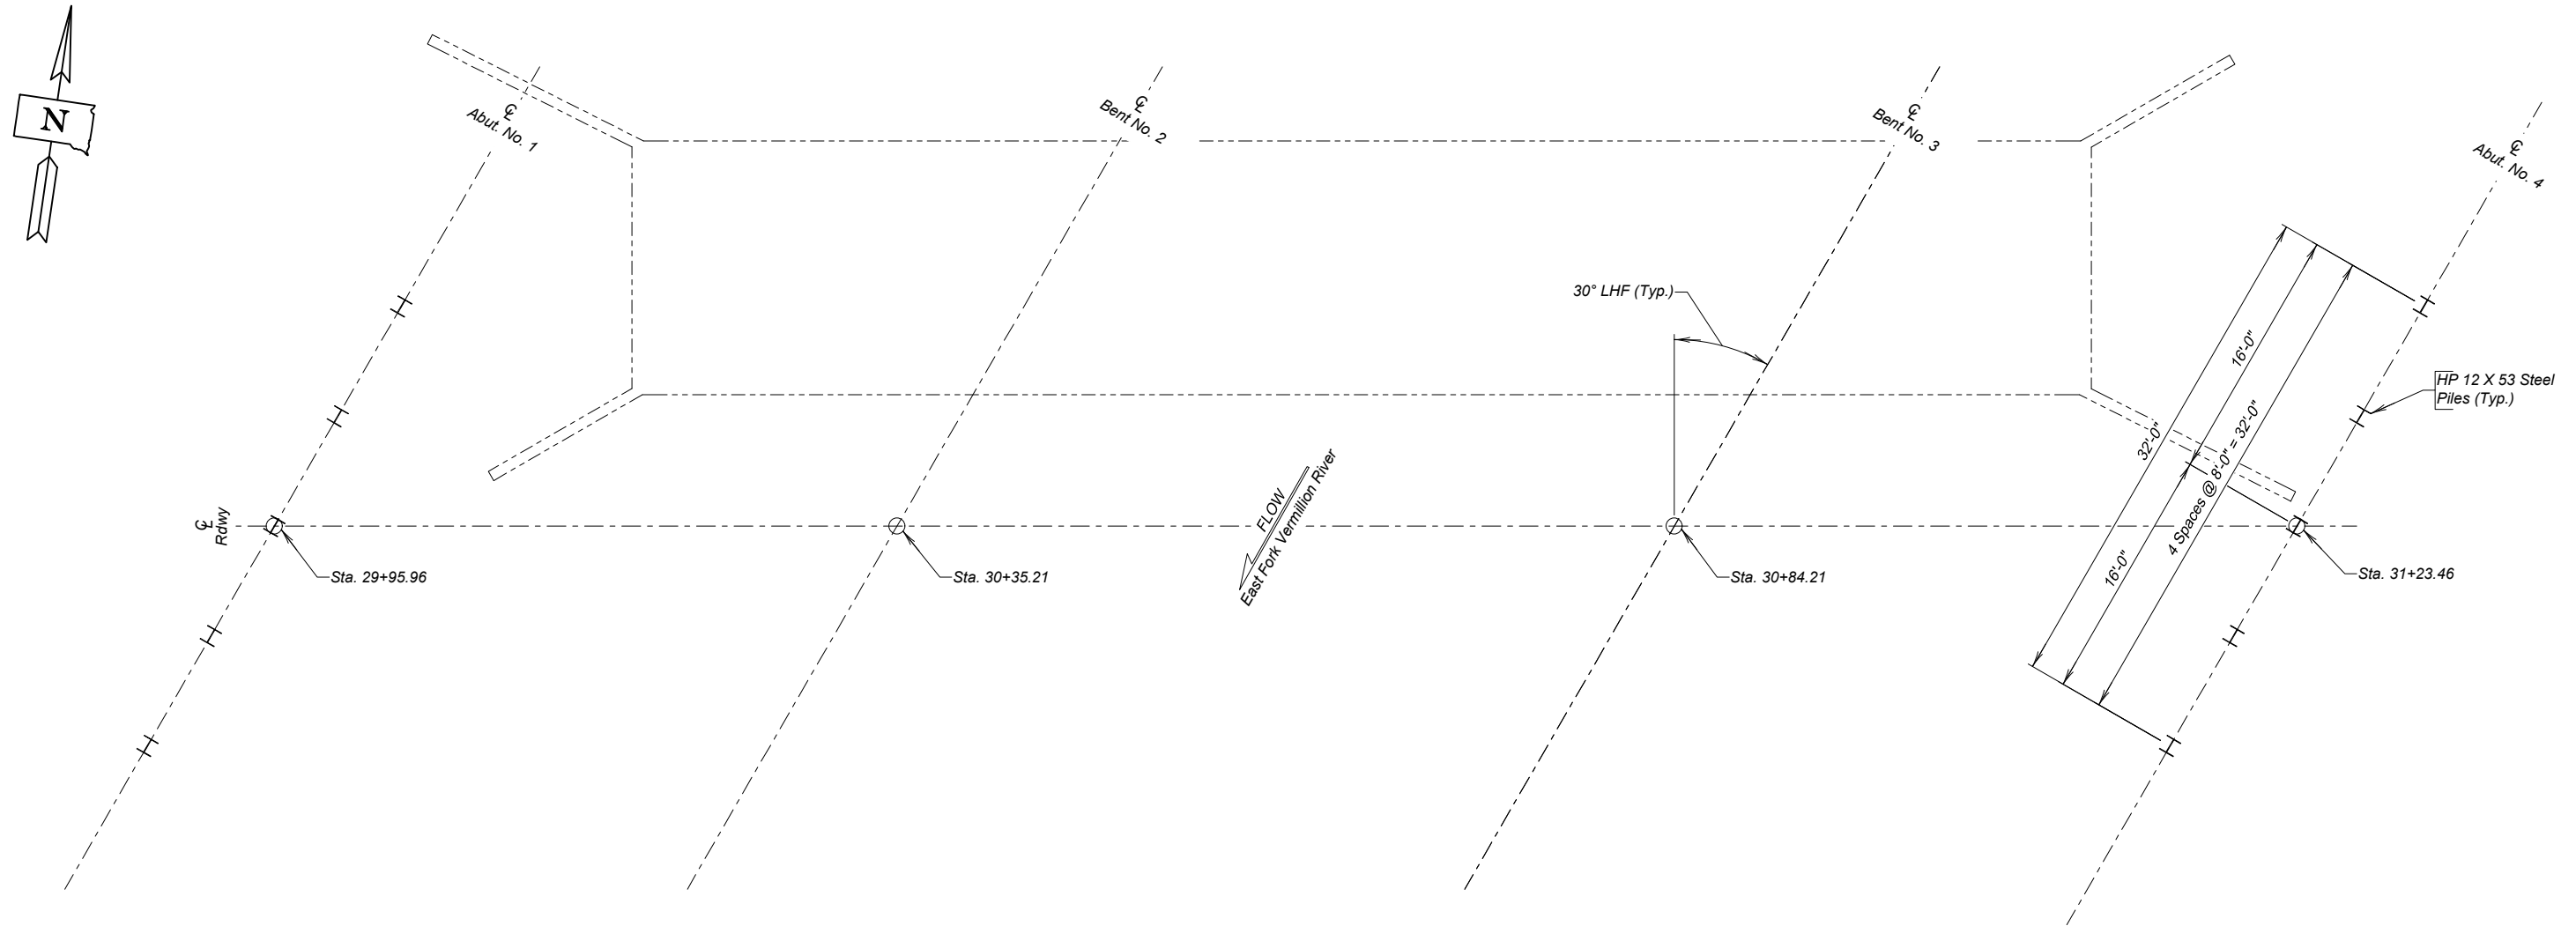 N
℄
Abut. No. 1
℄
Bent No. 2
℄
Bent No. 3
℄
Abut. No. 4
30° LHF (Typ.)
HP 12 X 53 Steel
Piles (Typ.)
16'-0"
32'-0"
4 Spaces @ 8'-0" = 32'-0"
16'-0"
℄
Rdwy
FLOW
East Fork Vermillion River
Sta. 29+95.96
Sta. 30+35.21
Sta. 30+84.21
Sta. 31+23.46